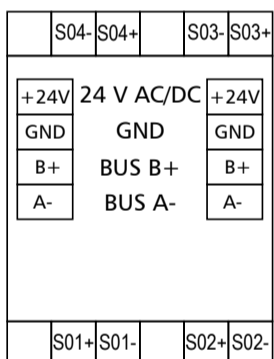 S04- S04+ S03- S03+
+24V 24 V AC/DC +24V
GND GND GND
B+ BUS B+ B+
A- BUS A- A-
S01+ S01- S02+ S02-